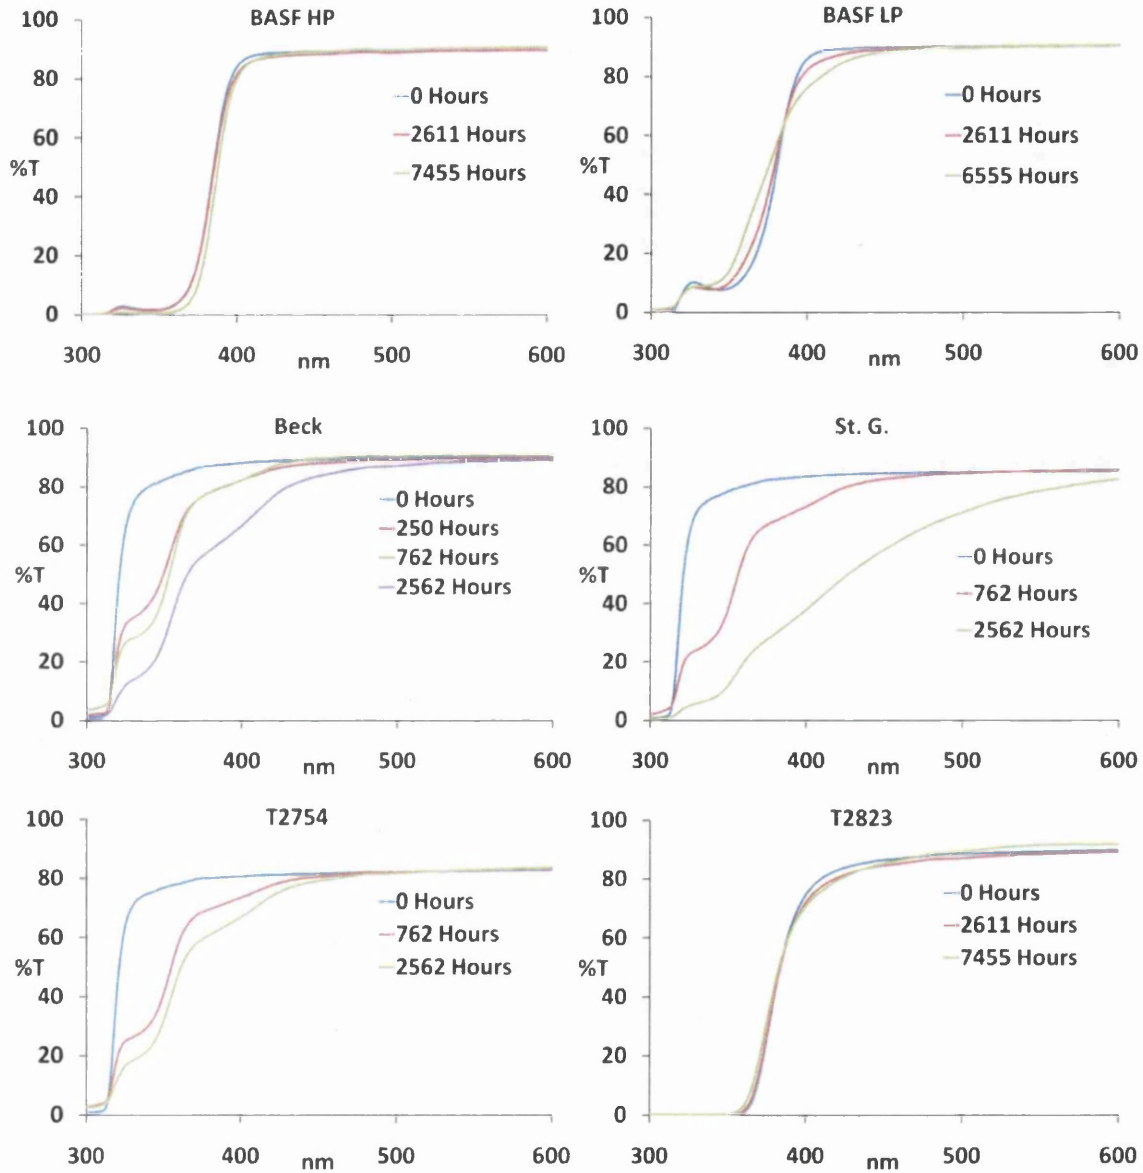 BASF HP
100
80
60
40
20
0
%T
0 Hours
2611 Hours
7455 Hours
300 400 500 600
nm
BASF LP
100
80
60
40
20
0
%T
0 Hours
2611 Hours
6555 Hours
300 400 500 600
nm
Beck
100
80
60
40
20
0
%T
0 Hours
250 Hours
762 Hours
2562 Hours
300 400 500 600
nm
St. G.
100
80
60
40
20
0
%T
0 Hours
762 Hours
2562 Hours
300 400 500 600
nm
T2754
100
80
60
40
20
0
%T
0 Hours
762 Hours
2562 Hours
300 400 500 600
nm
T2823
100
80
60
40
20
0
%T
0 Hours
2611 Hours
7455 Hours
300 400 500 600
nm